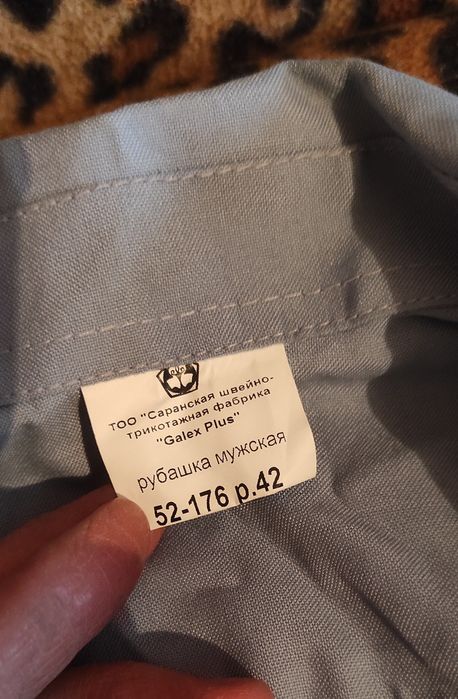 ТОО "Саранская швейно-
трикотажная фабрика
"Galex Plus"
рубашка мужская
52-176 р.42